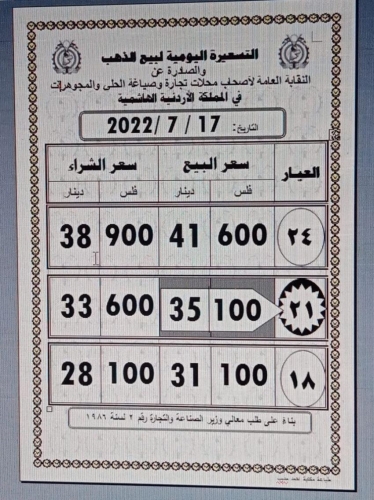 التسعيرة اليومية لبيع الذهب
والصادرة عن
النقابة العامة لأصحاب محلات تجارة وصياغة الحلي والمجوهرات
في المملكة الأردنية الهاشمية
التاريخ: 17 / 7 / 2022
العيار سعر البيع سعر الشراء
فلس دينار فلس دينار
٢٤ 600 41 900 38
٢١ 100 35 600 33
١٨ 100 31 100 28
بناء على طلب معالي وزير الصناعة والتجارة رقم ٢ لسنة ١٩٨٦